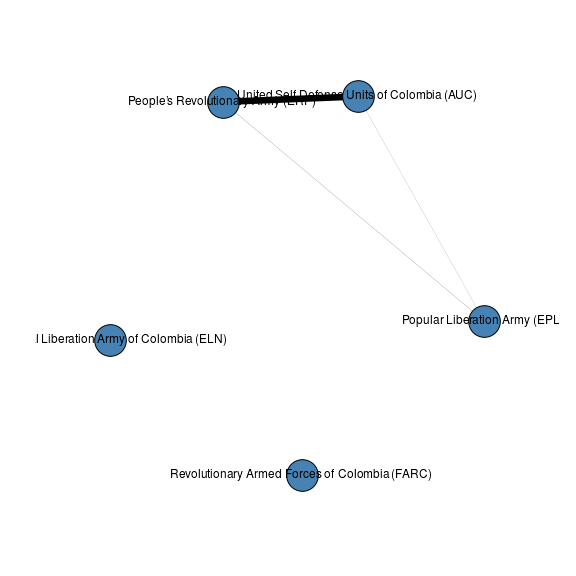 United Self Defense Units of Colombia (AUC)
People's Revolutionary Army (ERP)
Popular Liberation Army (EPL
l Liberation Army of Colombia (ELN)
Revolutionary Armed Forces of Colombia (FARC)